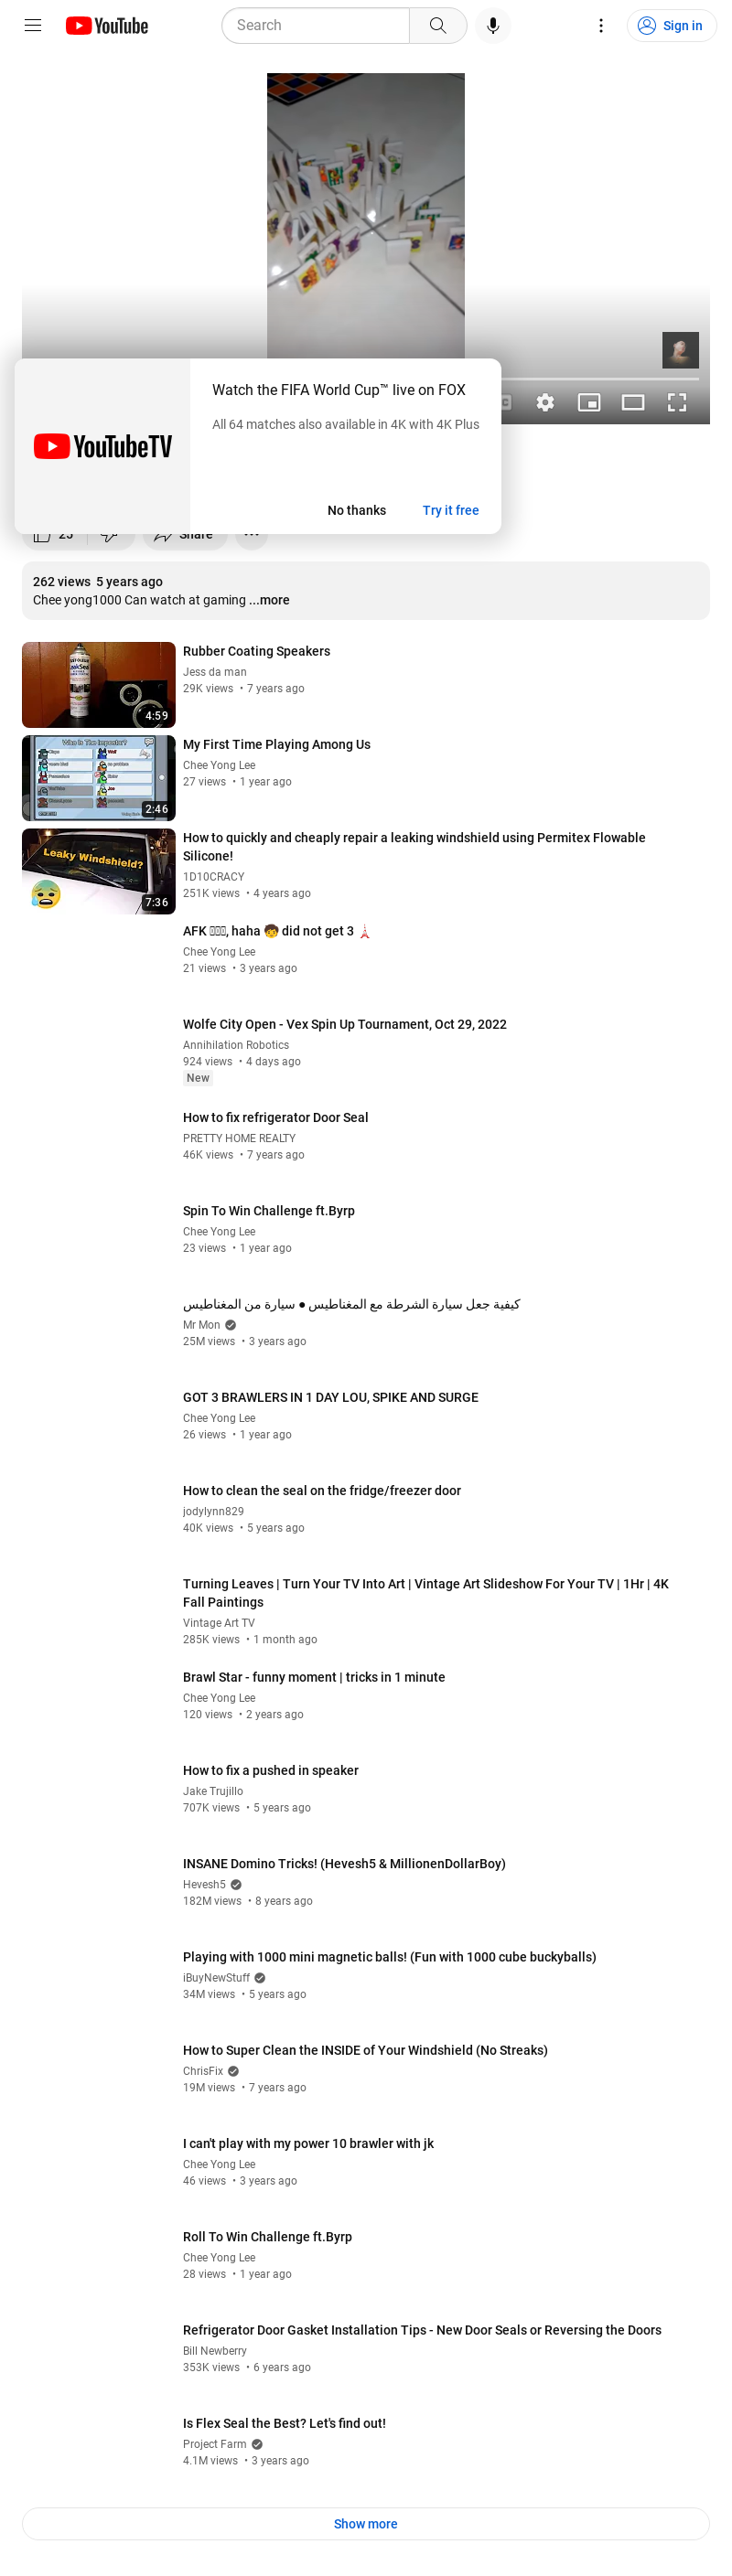 YouTube
Search
Sign in
Watch the FIFA World Cup™ live on FOX
All 64 matches also available in 4K with 4K Plus
YouTubeTV
No thanks
Try it free
25
Share
262 views 5 years ago
Chee yong1000 Can watch at gaming ...more
Rubber Coating Speakers
Jess da man
29K views • 7 years ago
4:59
Who Is The Impostor?
My First Time Playing Among Us
Chee Yong Lee
27 views • 1 year ago
2:46
How to quickly and cheaply repair a leaking windshield using Permitex Flowable
Silicone!
Leaky Windshield?
1D10CRACY
251K views • 4 years ago
7:36
AFK , haha 🧒 did not get 3 🗼
Chee Yong Lee
21 views • 3 years ago
Wolfe City Open - Vex Spin Up Tournament, Oct 29, 2022
Annihilation Robotics
924 views • 4 days ago
New
How to fix refrigerator Door Seal
PRETTY HOME REALTY
46K views • 7 years ago
Spin To Win Challenge ft.Byrp
Chee Yong Lee
23 views • 1 year ago
كيفية جعل سيارة الشرطة مع المغناطيس ● سيارة من المغناطيس
Mr Mon
25M views • 3 years ago
GOT 3 BRAWLERS IN 1 DAY LOU, SPIKE AND SURGE
Chee Yong Lee
26 views • 1 year ago
How to clean the seal on the fridge/freezer door
jodylynn829
40K views • 5 years ago
Turning Leaves | Turn Your TV Into Art | Vintage Art Slideshow For Your TV | 1Hr | 4K
Fall Paintings
Vintage Art TV
285K views • 1 month ago
Brawl Star - funny moment | tricks in 1 minute
Chee Yong Lee
120 views • 2 years ago
How to fix a pushed in speaker
Jake Trujillo
707K views • 5 years ago
INSANE Domino Tricks! (Hevesh5 & MillionenDollarBoy)
Hevesh5
182M views • 8 years ago
Playing with 1000 mini magnetic balls! (Fun with 1000 cube buckyballs)
iBuyNewStuff
34M views • 5 years ago
How to Super Clean the INSIDE of Your Windshield (No Streaks)
ChrisFix
19M views • 7 years ago
I can't play with my power 10 brawler with jk
Chee Yong Lee
46 views • 3 years ago
Roll To Win Challenge ft.Byrp
Chee Yong Lee
28 views • 1 year ago
Refrigerator Door Gasket Installation Tips - New Door Seals or Reversing the Doors
Bill Newberry
353K views • 6 years ago
Is Flex Seal the Best? Let's find out!
Project Farm
4.1M views • 3 years ago
Show more